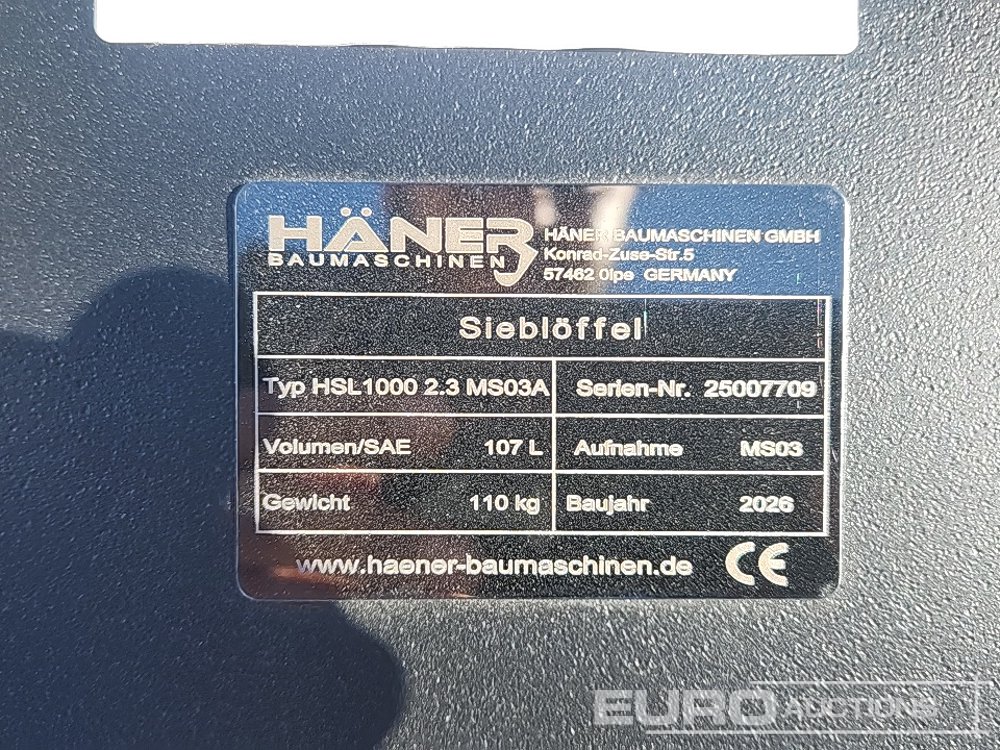 HÄNER
BAUMASCHINEN
HÄNER BAUMASCHINEN GMBH
Konrad-Zuse-Str.5
57462 Olpe GERMANY
Sieblöffel
Typ HSL1000 2.3 MS03A
Serien-Nr. 25007709
Volumen/SAE 107 L
Aufnahme MS03
Gewicht 110 kg
Baujahr 2026
www.haener-baumaschinen.de CE
EURO AUCTIONS